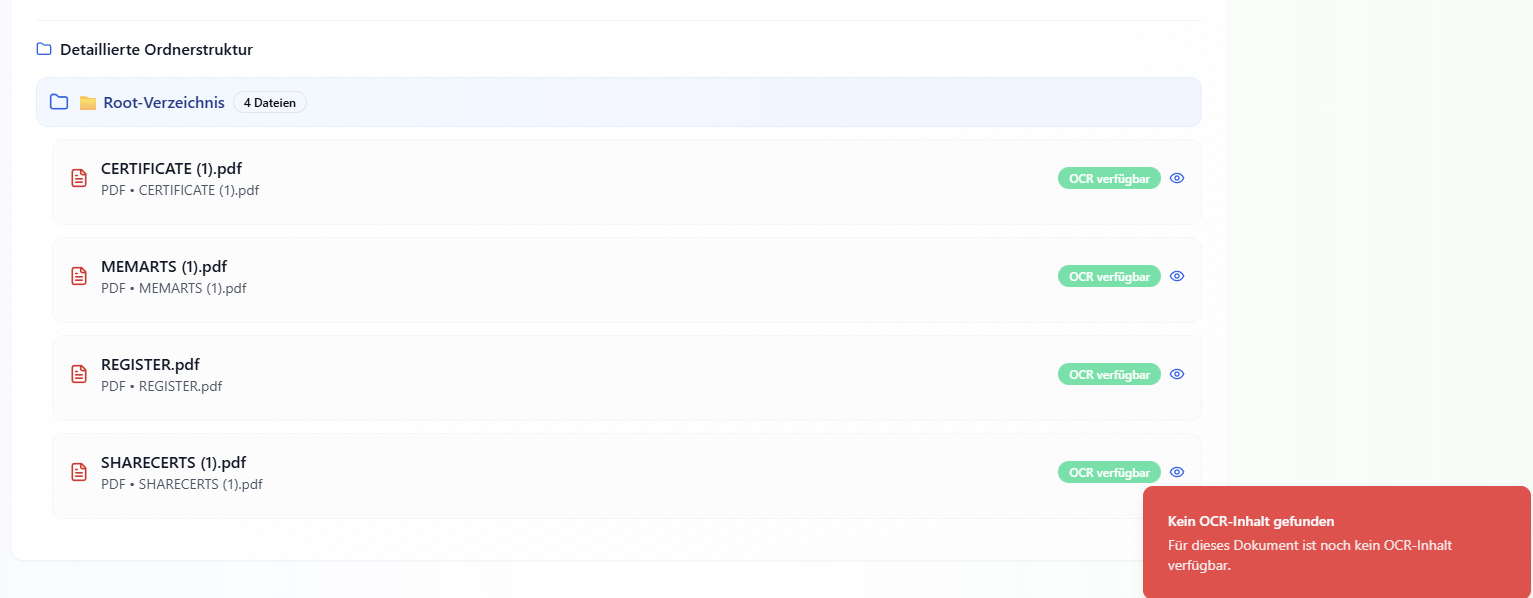 Detaillierte Ordnerstruktur
Root-Verzeichnis 4 Dateien
CERTIFICATE (1).pdf
PDF • CERTIFICATE (1).pdf
OCR verfügbar
MEMARTS (1).pdf
PDF • MEMARTS (1).pdf
OCR verfügbar
REGISTER.pdf
PDF • REGISTER.pdf
OCR verfügbar
SHARECERTS (1).pdf
PDF • SHARECERTS (1).pdf
OCR verfügbar
Kein OCR-Inhalt gefunden
Für dieses Dokument ist noch kein OCR-Inhalt
verfügbar.